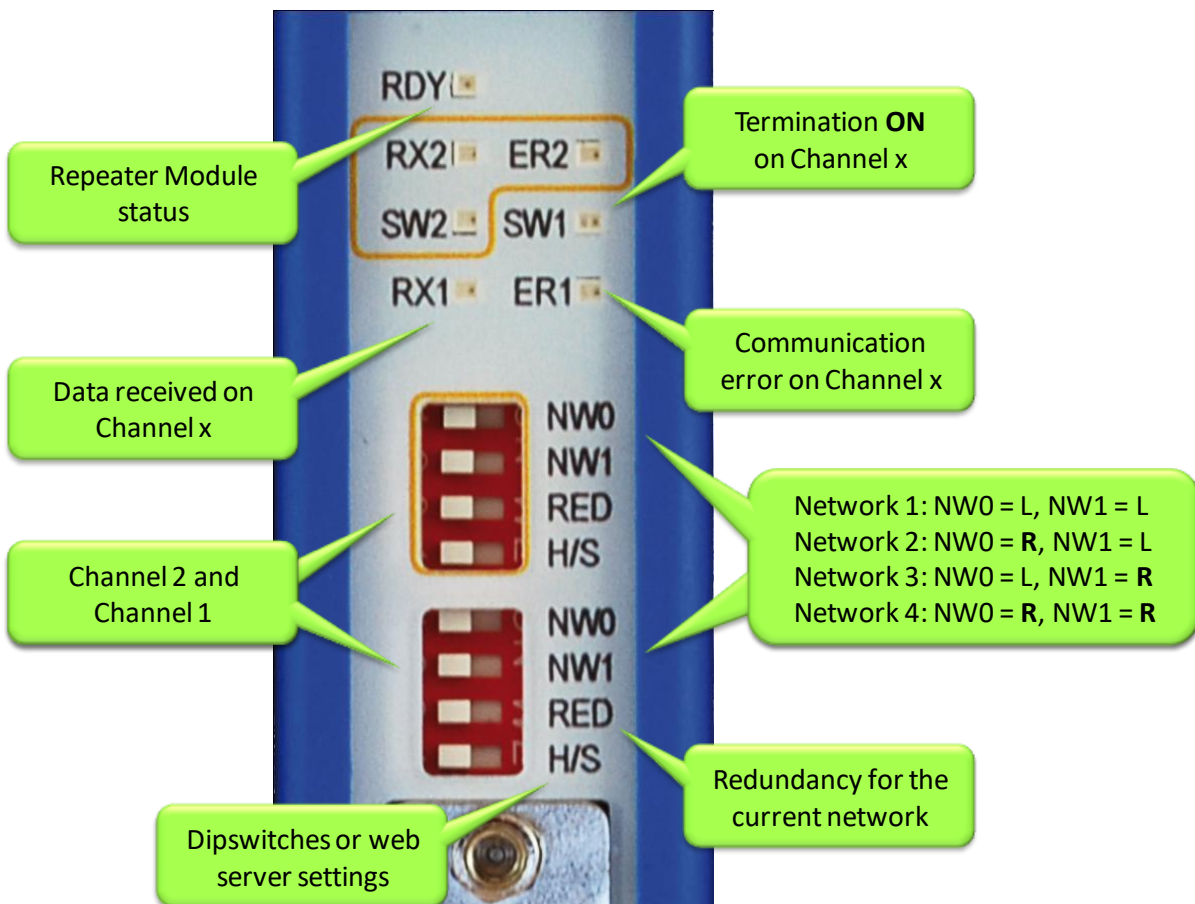 RDY
RX2 ER2
SW2 SW1
RX1 ER1
Repeater Module
status
Termination ON
on Channel x
Data received on
Channel x
Communication
error on Channel x
NW0
NW1
RED
H/S
Channel 2 and
Channel 1
Network 1: NW0 = L, NW1 = L
Network 2: NW0 = R, NW1 = L
Network 3: NW0 = L, NW1 = R
Network 4: NW0 = R, NW1 = R
NW0
NW1
RED
H/S
Redundancy for the
current network
Dipswitches or web
server settings